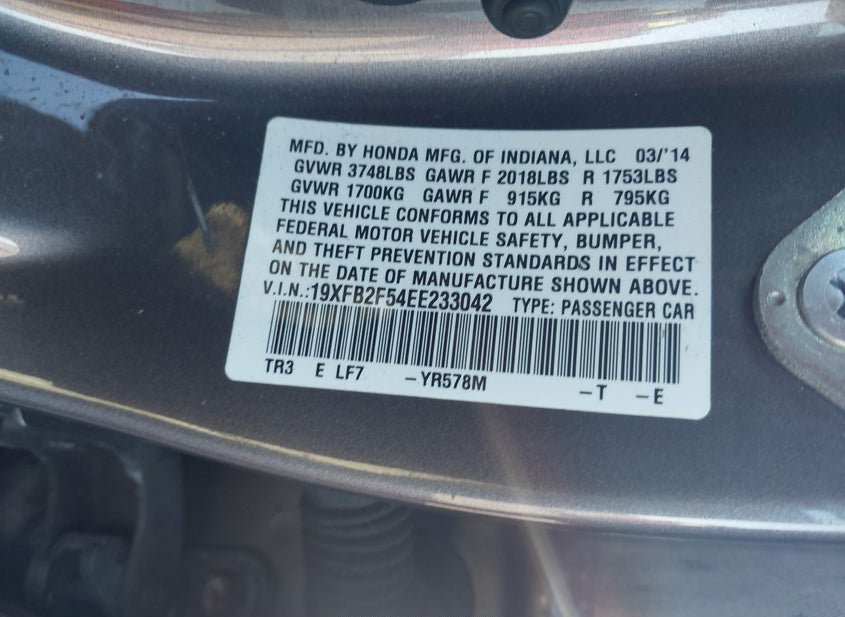 MFD. BY HONDA MFG. OF INDIANA, LLC 03/'14
GVWR 3748LBS GAWR F 2018LBS R 1753LBS
GVWR 1700KG GAWR F 915KG R 795KG
THIS VEHICLE CONFORMS TO ALL APPLICABLE
FEDERAL MOTOR VEHICLE SAFETY, BUMPER,
AND THEFT PREVENTION STANDARDS IN EFFECT
ON THE DATE OF MANUFACTURE SHOWN ABOVE.
V.I.N.:19XFB2F54EE233042 TYPE: PASSENGER CAR
TR3 E LF7 -YR578M -T -E